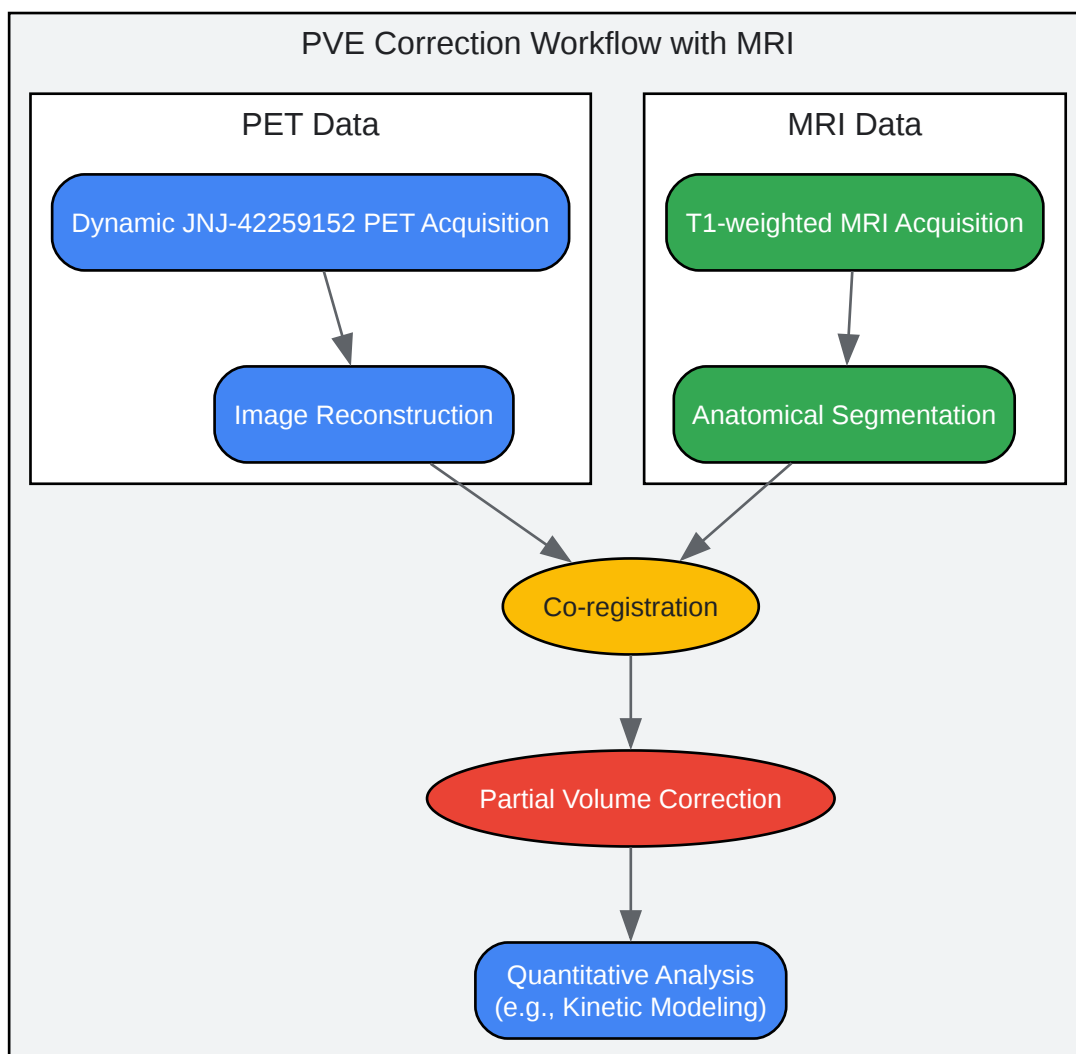 PVE Correction Workflow with MRI
PET Data
MRI Data
Dynamic JNJ-42259152 PET Acquisition
T1-weighted MRI Acquisition
Image Reconstruction
Anatomical Segmentation
Co-registration
Partial Volume Correction
Quantitative Analysis
(e.g., Kinetic Modeling)